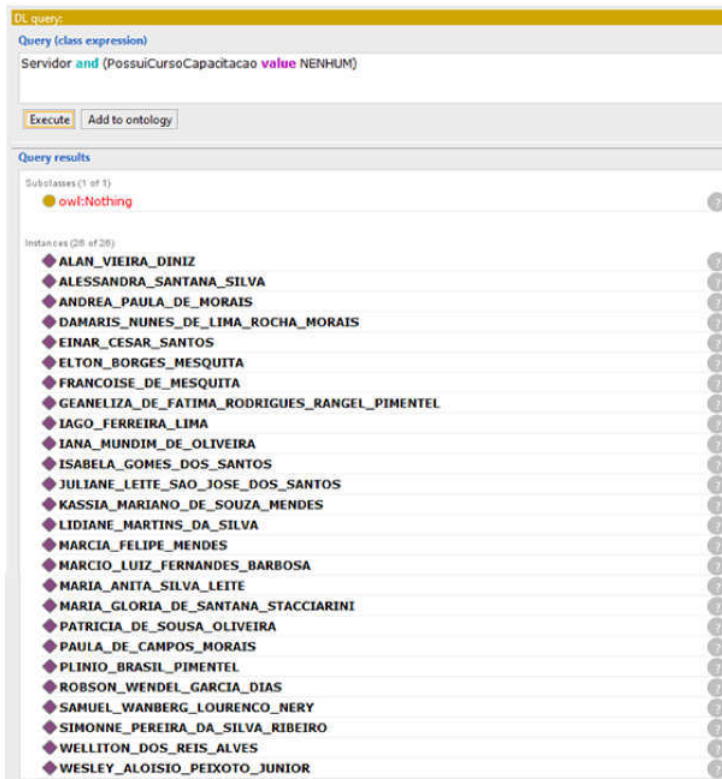 DL query:
Query (class expression)
Servidor and (PossuiCursoCapacitacao value NENHUM)
Execute Add to ontology
Query results
Subclasses (1 of 1)
owl:Nothing ?
Instances (26 of 26)
ALAN_VIEIRA_DINIZ ?
ALESSANDRA_SANTANA_SILVA ?
ANDREA_PAULA_DE_MORAIS ?
DAMARIS_NUNES_DE_LIMA_ROCHA_MORAIS ?
EINAR_CESAR_SANTOS ?
ELTON_BORGES_MESQUITA ?
FRANCOISE_DE_MESQUITA ?
GEANELIZA_DE_FATIMA_RODRIGUES_RANGEL_PIMENTEL ?
IAGO_FERREIRA_LIMA ?
IANA_MUNDIM_DE_OLIVEIRA ?
ISABELA_GOMES_DOS_SANTOS ?
JULIANE_LEITE_SAO_JOSE_DOS_SANTOS ?
KASSIA_MARIANO_DE_SOUZA_MENDES ?
LIDIANE_MARTINS_DA_SILVA ?
MARCIA_FELIPE_MENDES ?
MARCIO_LUIZ_FERNANDES_BARBOSA ?
MARIA_ANITA_SILVA_LEITE ?
MARIA_GLORIA_DE_SANTANA_STACCIARINI ?
PATRICIA_DE_SOUSA_OLIVEIRA ?
PAULA_DE_CAMPOS_MORAIS ?
PLINIO_BRASIL_PIMENTEL ?
ROBSON_WENDEL_GARCIA_DIAS ?
SAMUEL_WANBERG_LOURENCO_NERY ?
SIMONNE_PEREIRA_DA_SILVA_RIBEIRO ?
WELLITON_DOS_REIS_ALVES ?
WESLEY_ALOISIO_PEIXOTO_JUNIOR ?